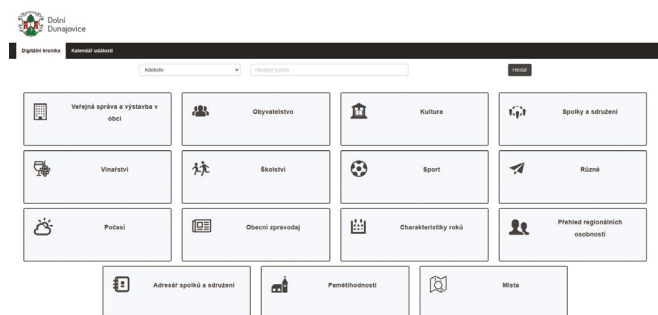 Dolní
Dunajovice
Digitální kronika Kalendář událostí
Kdekoliv
Hledaný termín
Hledat
Veřejná správa a výstavba v
obci
Obyvatelstvo
Kultura
Spolky a sdružení
Vinařství
Školství
Sport
Různé
Počasí
Obecní zpravodaj
Charakteristiky roků
Přehled regionálních
osobností
Adresář spolků a sdružení
Pamětihodnosti
Místa